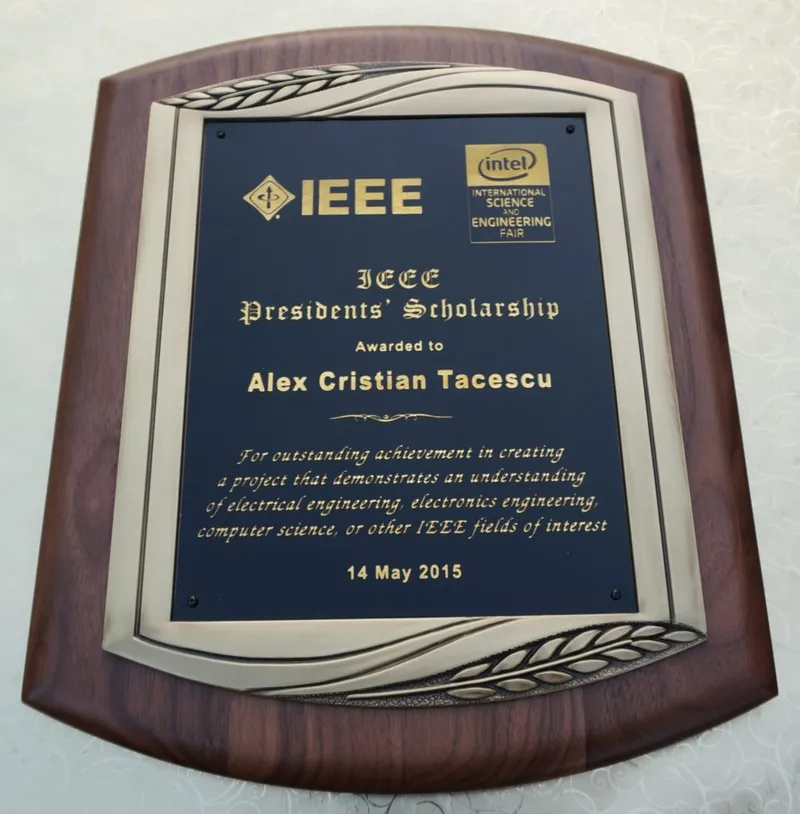 IEEE
intel
INTERNATIONAL
SCIENCE
AND
ENGINEERING
FAIR
IEEE
Presidents' Scholarship
Awarded to
Alex Cristian Tacescu
For outstanding achievement in creating
a project that demonstrates an understanding
of electrical engineering, electronics engineering,
computer science, or other IEEE fields of interest
14 May 2015